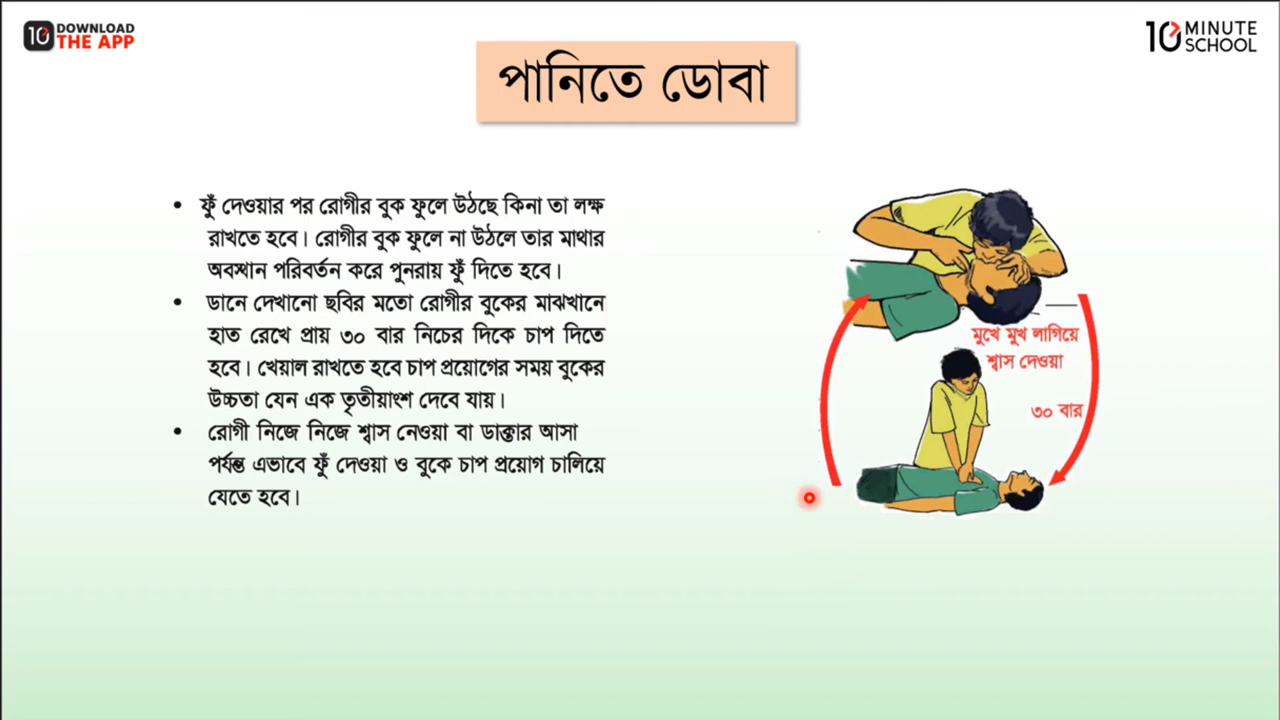 10 DOWNLOAD
THE APP
10 MINUTE
SCHOOL
পানিতে ডোবা
• ফুঁ দেওয়ার পর রোগীর বুক ফুলে উঠছে কিনা তা লক্ষ
রাখতে হবে। রোগীর বুক ফুলে না উঠলে তার মাথার
অবস্থান পরিবর্তন করে পুনরায় ফুঁ দিতে হবে।
• ডানে দেখানো ছবির মতো রোগীর বুকের মাঝখানে
হাত রেখে প্রায় ৩০ বার নিচের দিকে চাপ দিতে
হবে। খেয়াল রাখতে হবে চাপ প্রয়োগের সময় বুকের
উচ্চতা যেন এক তৃতীয়াংশ দেবে যায়।
• রোগী নিজে নিজে শ্বাস নেওয়া বা ডাক্তার আসা
পর্যন্ত এভাবে ফুঁ দেওয়া ও বুকে চাপ প্রয়োগ চালিয়ে
যেতে হবে।
মুখে মুখ লাগিয়ে
শ্বাস দেওয়া
৩০ বার